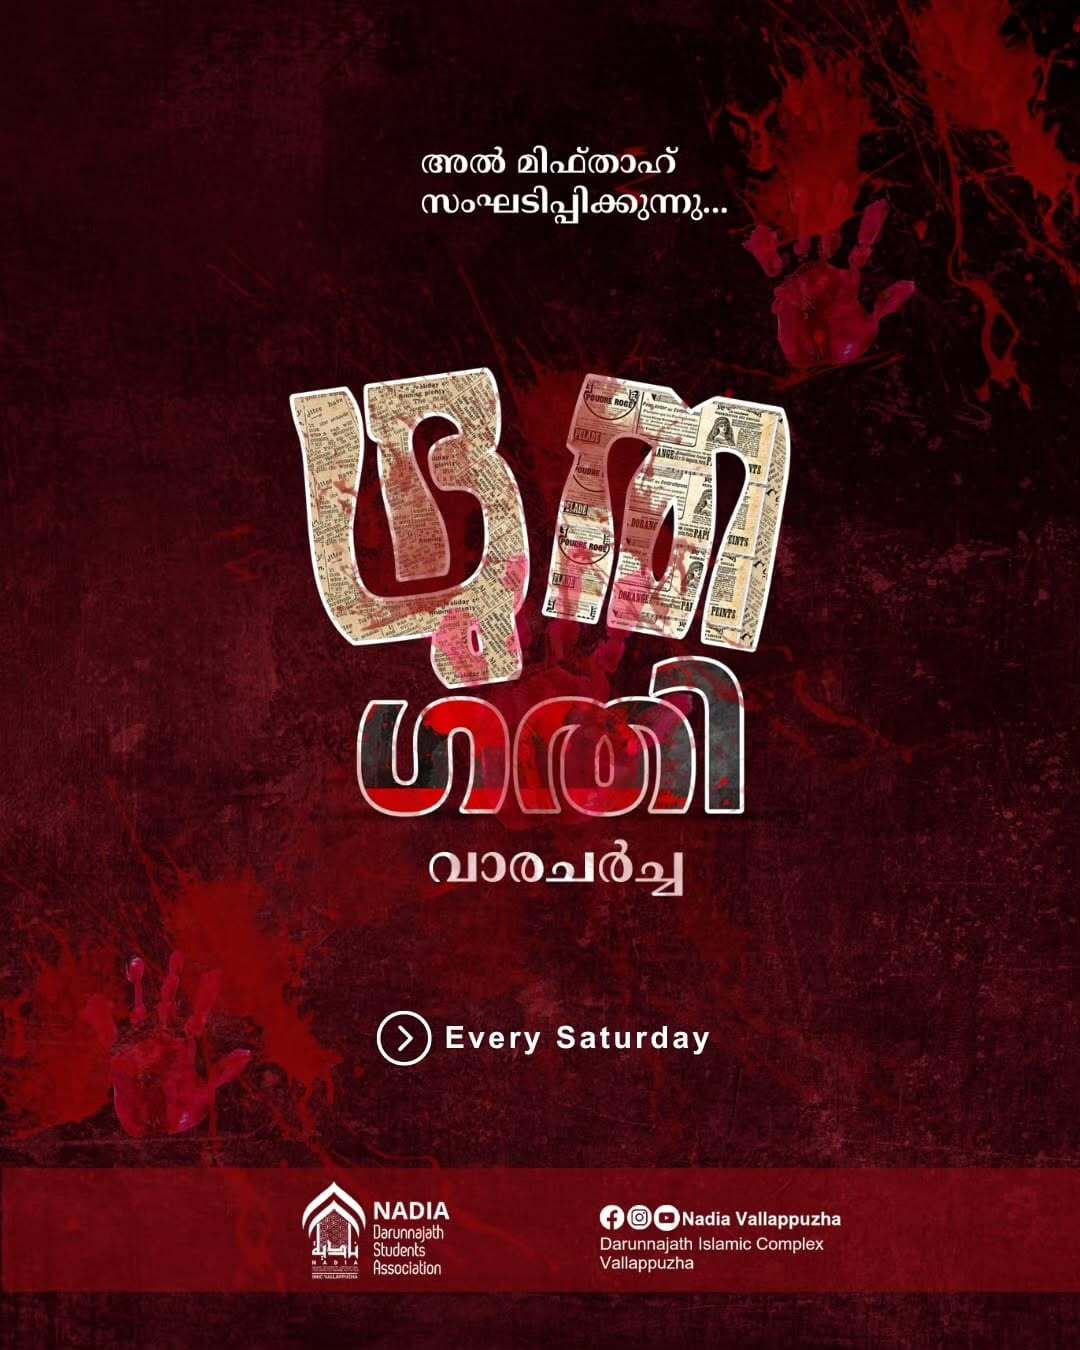 അൽ മിഫ്താഹ്
സംഘടിപ്പിക്കുന്നു...
ഗതി
വാരചർച്ച
Every Saturday
NADIA
Darunnajath
Students
Association
Nadia Vallappuzha
Darunnajath Islamic Complex
Vallappuzha